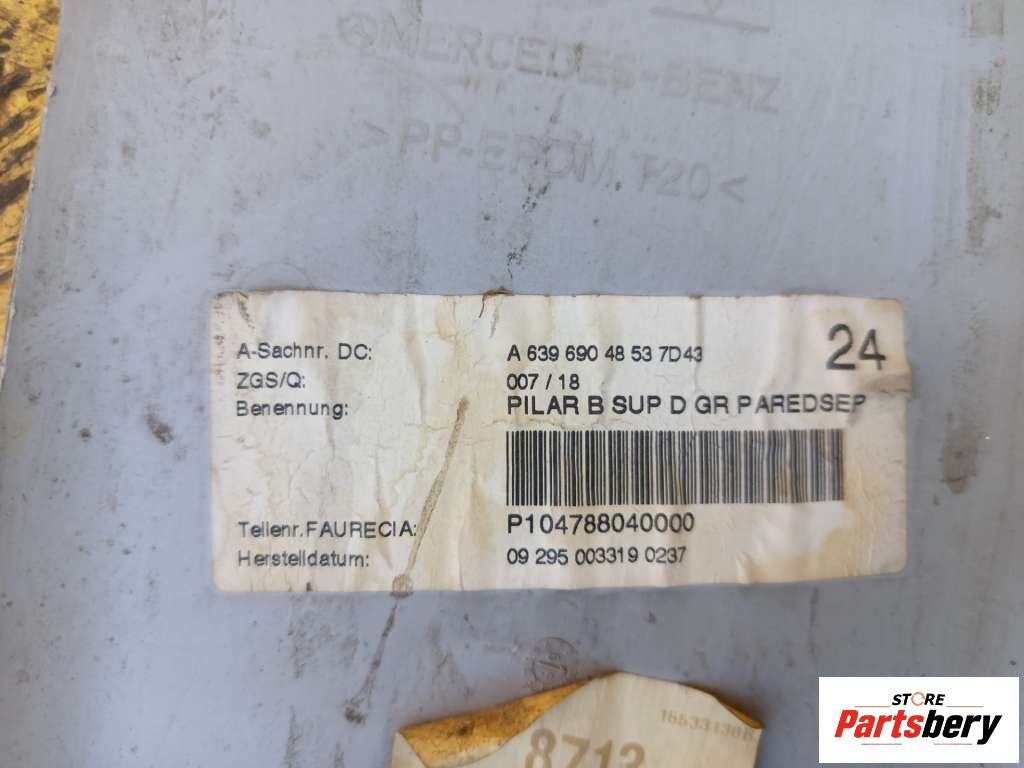 MERCEDES-BENZ
>PP-EPDM T20<
24
A-Sachnr. DC: A 639 690 48 53 7D43
ZGS/Q: 007 / 18
Benennung: PILAR B SUP D GR PAREDSEP
Teilenr.FAURECIA: P104788040000
Herstelldatum: 09 295 003319 0237
8713
STORE
Partsbery